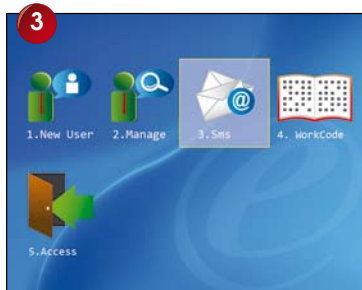 3
1.New User
2.Manage
3.Sms
4. WorkCode
5.Access